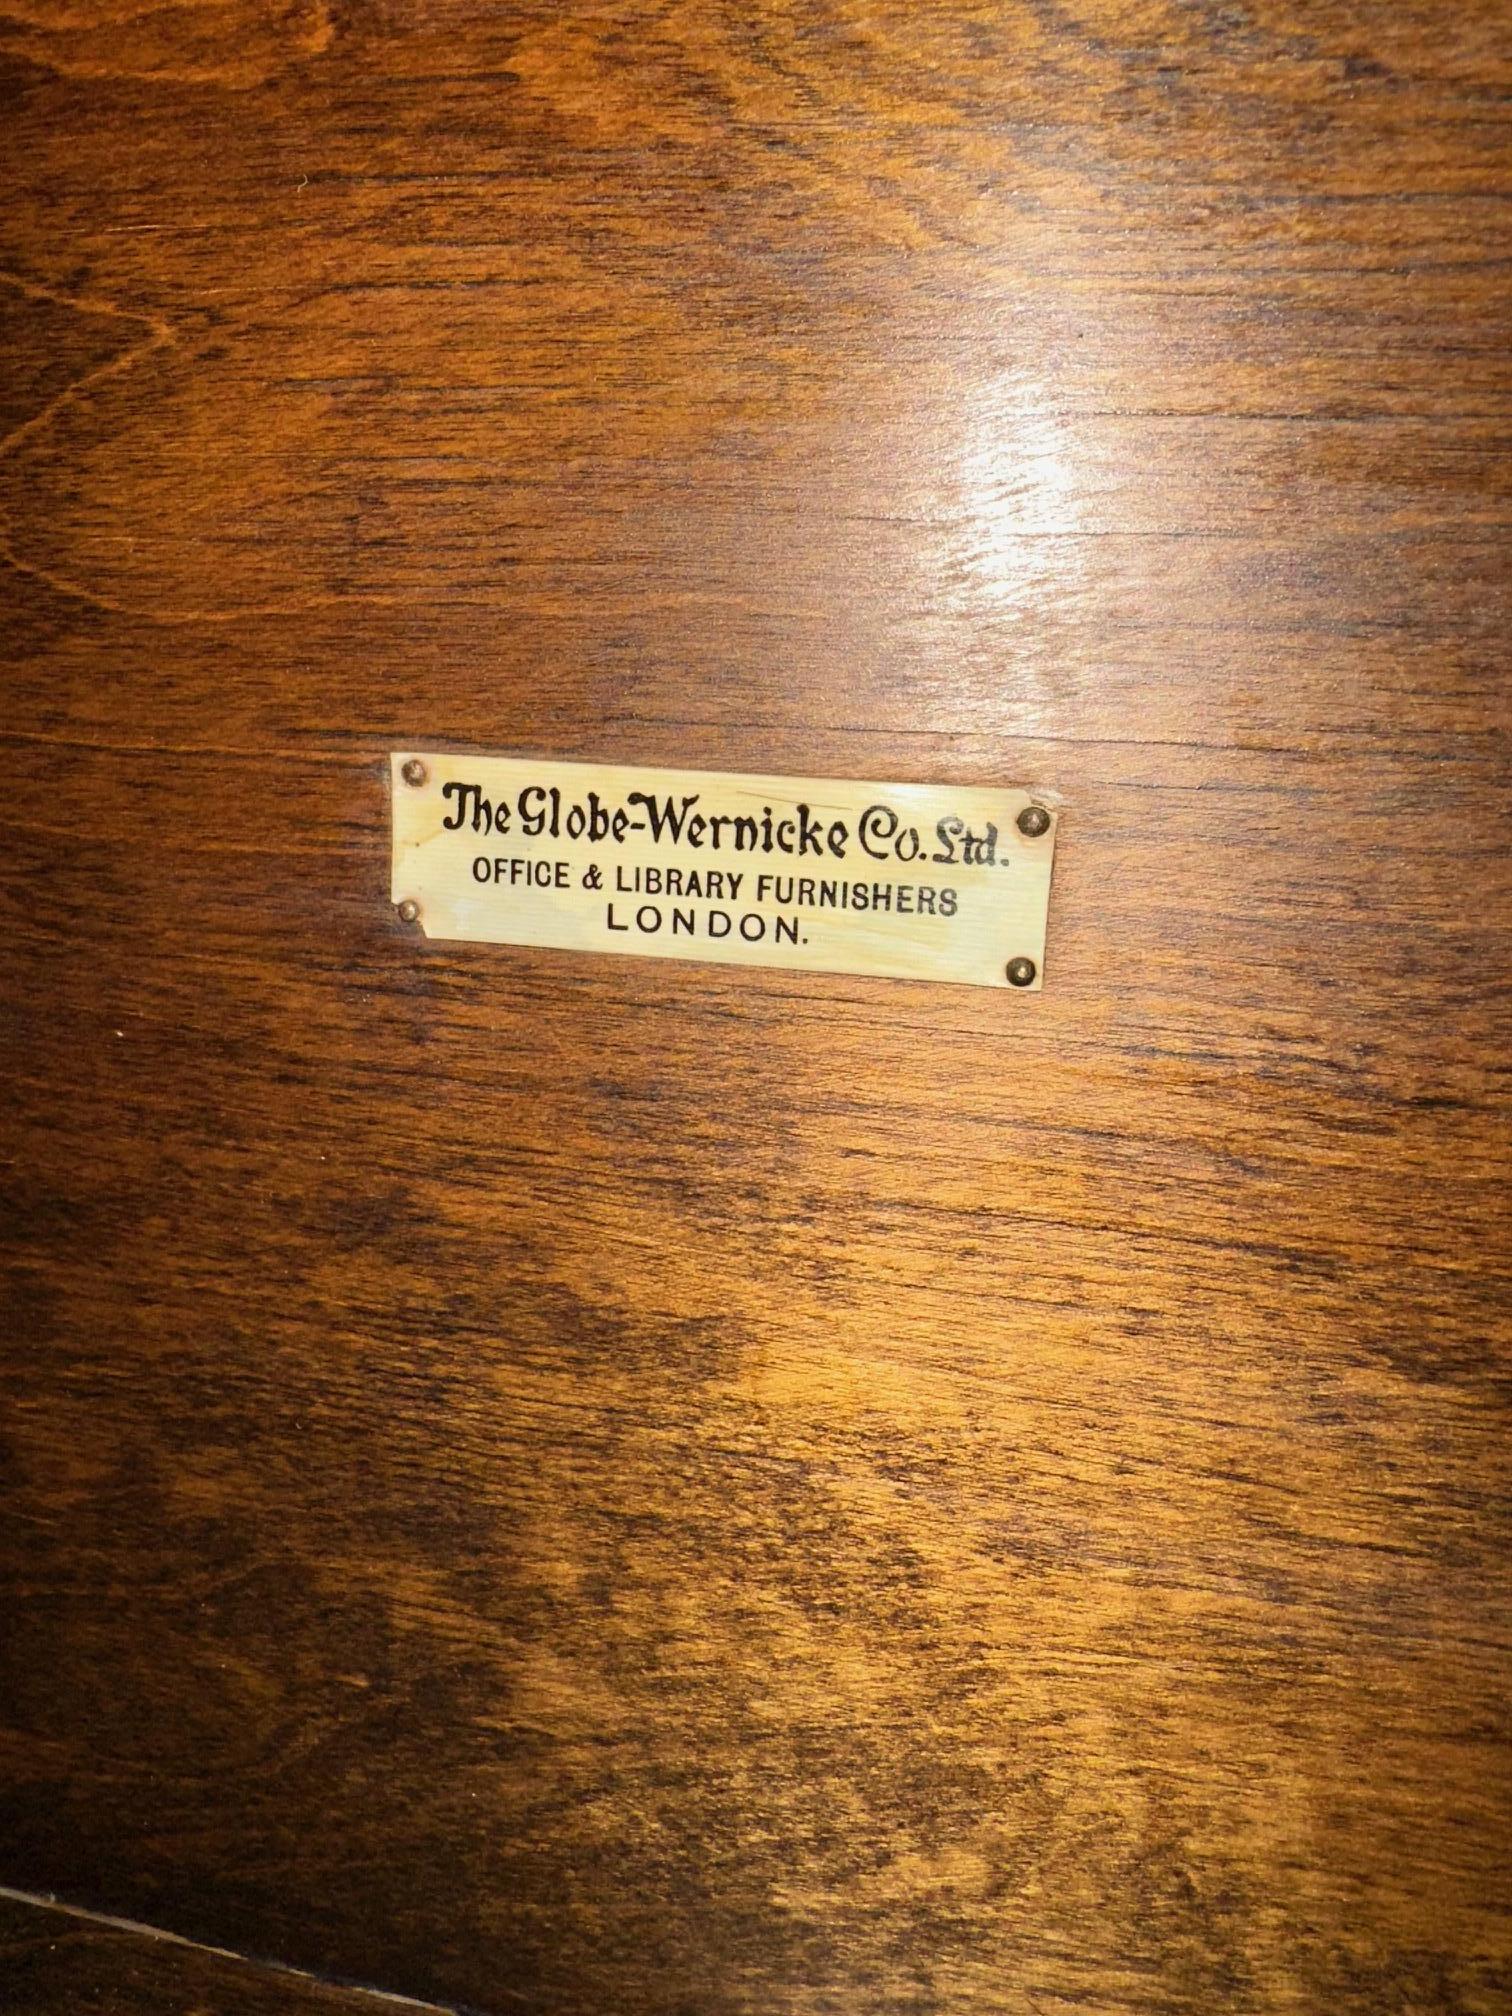 The Globe-Wernicke Co. Ltd.
OFFICE & LIBRARY FURNISHERS
LONDON.